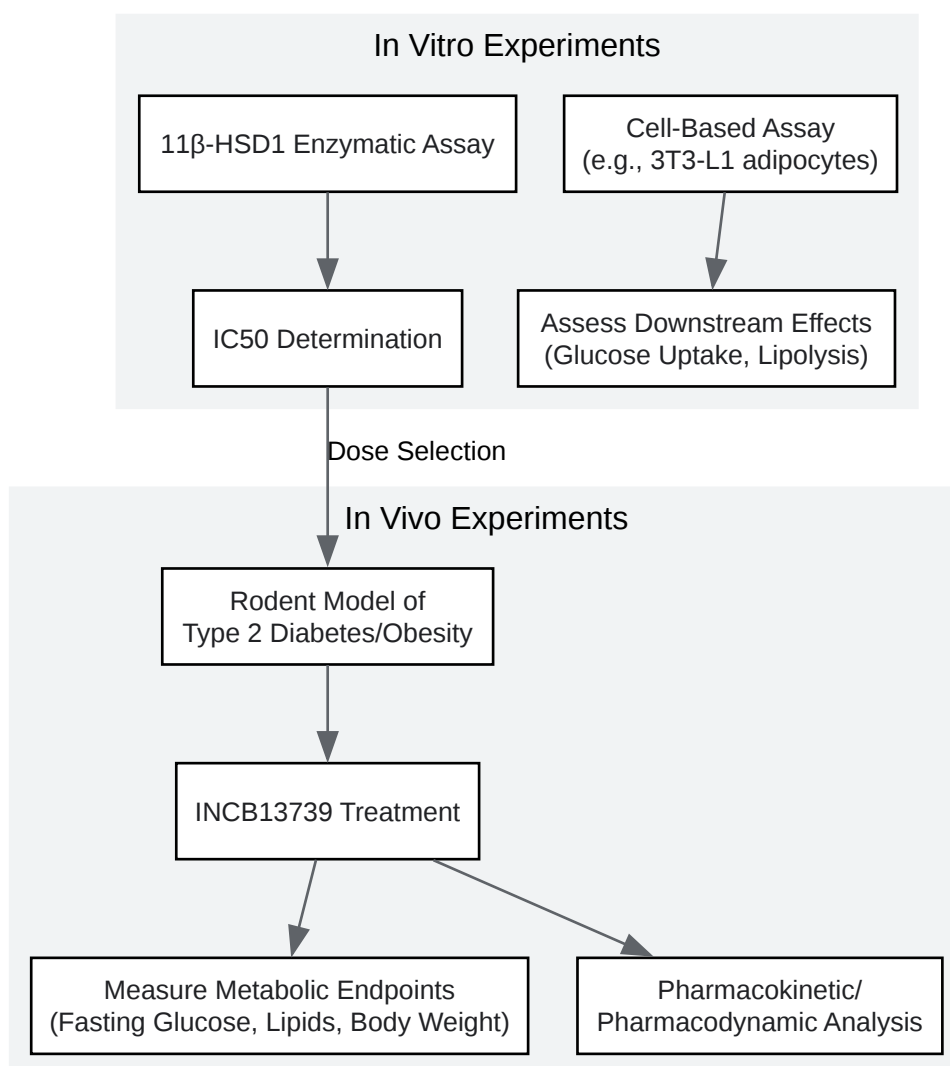 In Vitro Experiments
11β-HSD1 Enzymatic Assay
Cell-Based Assay
(e.g., 3T3-L1 adipocytes)
IC50 Determination
Assess Downstream Effects
(Glucose Uptake, Lipolysis)
Dose Selection
In Vivo Experiments
Rodent Model of
Type 2 Diabetes/Obesity
INCB13739 Treatment
Measure Metabolic Endpoints
(Fasting Glucose, Lipids, Body Weight)
Pharmacokinetic/
Pharmacodynamic Analysis